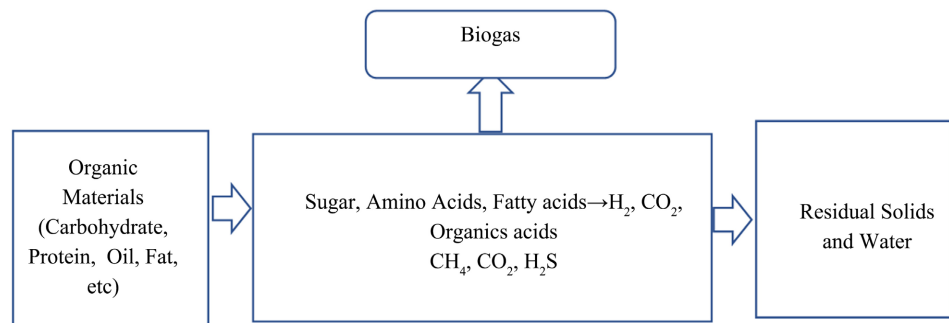 Biogas
Organic
Materials
(Carbohydrate,
Protein, Oil, Fat,
etc)
Sugar, Amino Acids, Fatty acids→H₂, CO₂,
Organics acids
CH₄, CO₂, H₂S
Residual Solids
and Water